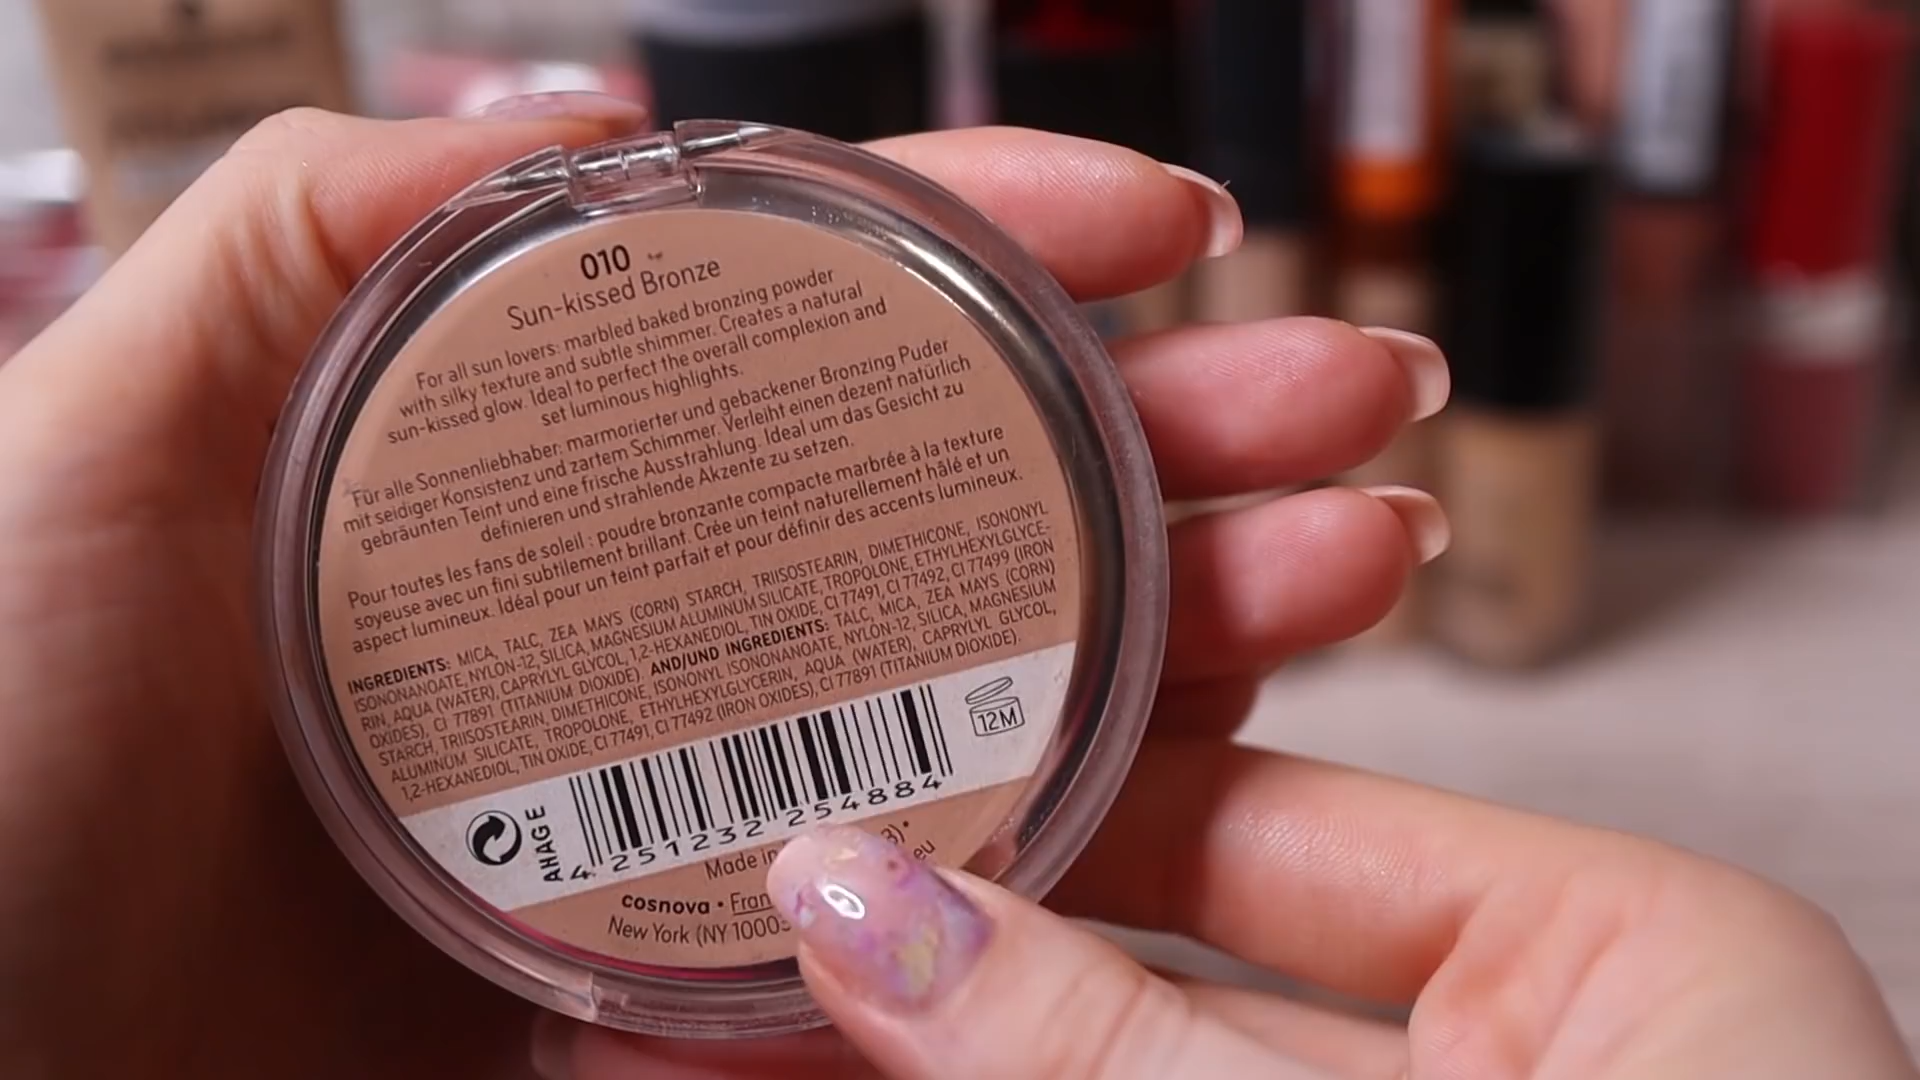 010
Sun-kissed Bronze
For all sun lovers: marbled baked bronzing powder
with silky texture and subtle shimmer. Creates a natural
sun-kissed glow. Ideal to perfect the overall complexion and
set luminous highlights.
Für alle Sonnenliebhaber: marmorierter und gebackener Bronzing Puder
mit seidiger Konsistenz und zartem Schimmer. Verleiht einen dezent natürlich
gebräunten Teint und eine frische Ausstrahlung. Ideal um das Gesicht zu
definieren und strahlende Akzente zu setzen.
Pour toutes les fans de soleil : poudre bronzante compacte marbrée à la texture
soyeuse avec un fini subtilement brillant. Crée un teint naturellement hâlé et un
aspect lumineux. Idéal pour un teint parfait et pour définir des accents lumineux.
INGREDIENTS: MICA, TALC, ZEA MAYS (CORN) STARCH, TRIISOSTEARIN, DIMETHICONE, ISONONYL
ISONONANOATE, NYLON-12, SILICA, MAGNESIUM ALUMINUM SILICATE, TROPOLONE, ETHYLHEXYLGLYCE-
RIN, AQUA (WATER), CAPRYLYL GLYCOL, 1,2-HEXANEDIOL, TIN OXIDE, CI 77491, CI 77492, CI 77499 (IRON
OXIDES), CI 77891 (TITANIUM DIOXIDE). AND/UND INGREDIENTS: TALC, MICA, ZEA MAYS (CORN)
STARCH, TRIISOSTEARIN, DIMETHICONE, ISONONYL ISONONANOATE, NYLON-12, SILICA, MAGNESIUM
ALUMINUM SILICATE, TROPOLONE, ETHYLHEXYLGLYCERIN, AQUA (WATER), CAPRYLYL GLYCOL,
1,2-HEXANEDIOL, TIN OXIDE, CI 77491, CI 77492 (IRON OXIDES), CI 77891 (TITANIUM DIOXIDE).
12M
AHAGE
4 251232 254884
Made in
cosnova •
New York (NY